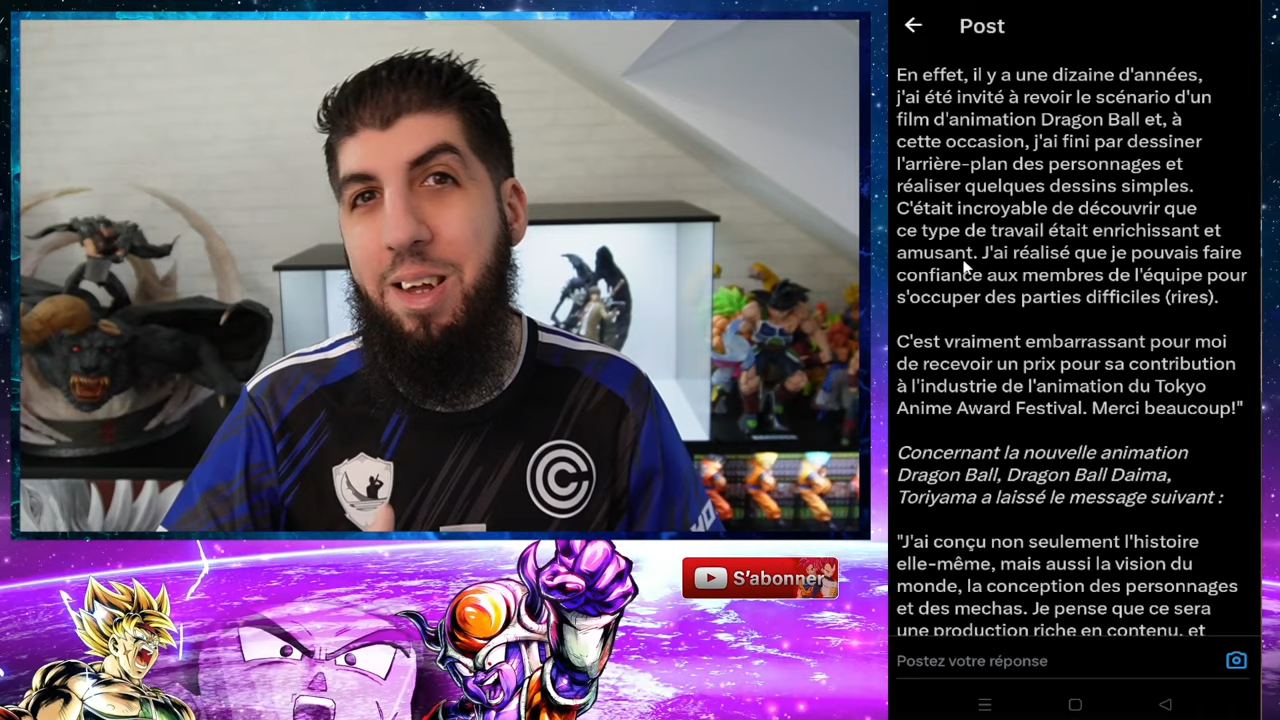 Post
En effet, il y a une dizaine d'années,
j'ai été invité à revoir le scénario d'un
film d'animation Dragon Ball et, à
cette occasion, j'ai fini par dessiner
l'arrière-plan des personnages et
réaliser quelques dessins simples.
C'était incroyable de découvrir que
ce type de travail était enrichissant et
amusant. J'ai réalisé que je pouvais faire
confiance aux membres de l'équipe pour
s'occuper des parties difficiles (rires).
C'est vraiment embarrassant pour moi
de recevoir un prix pour sa contribution
à l'industrie de l'animation du Tokyo
Anime Award Festival. Merci beaucoup!"
Concernant la nouvelle animation
Dragon Ball, Dragon Ball Daima,
Toriyama a laissé le message suivant :
"J'ai conçu non seulement l'histoire
elle-même, mais aussi la vision du
monde, la conception des personnages
et des mechas. Je pense que ce sera
une production riche en contenu, et
Postez votre réponse
S'abonner